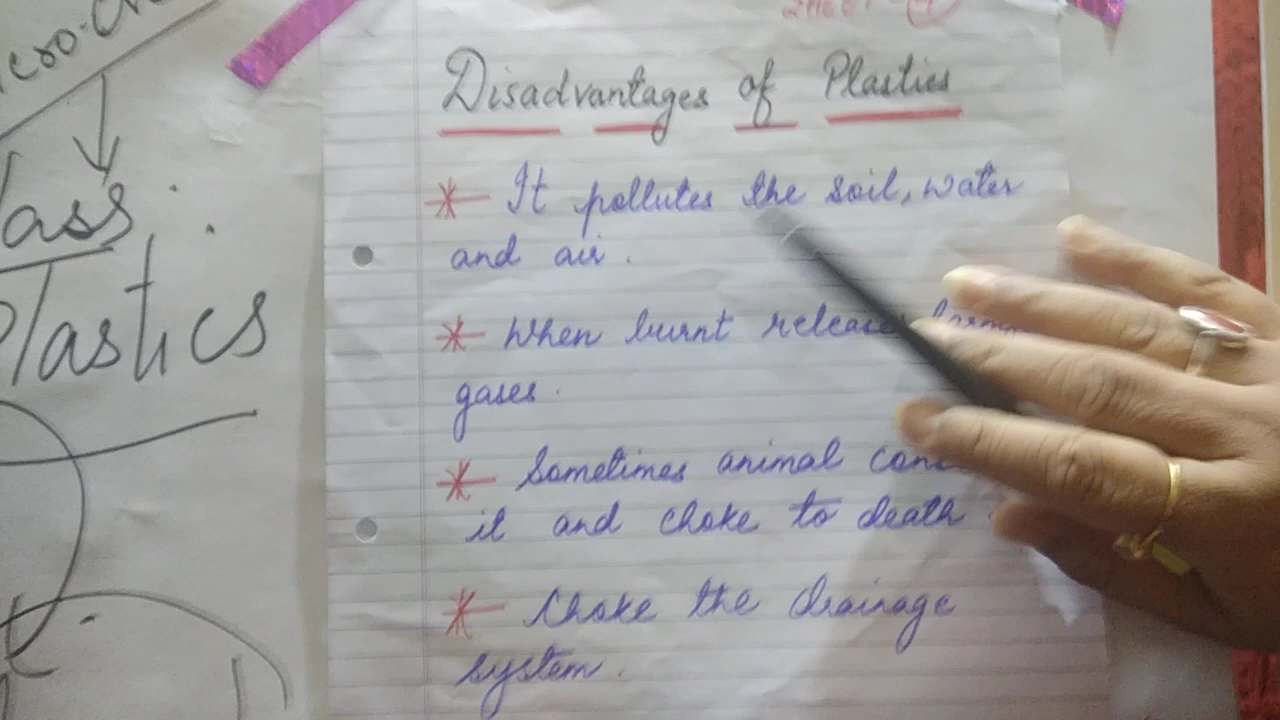 Disadvantages of Plastics
It pollutes the soil, water
and air.
When burnt
gases.
Sometimes animal
it and choke to death
Choke the drainage
system.
Plastics